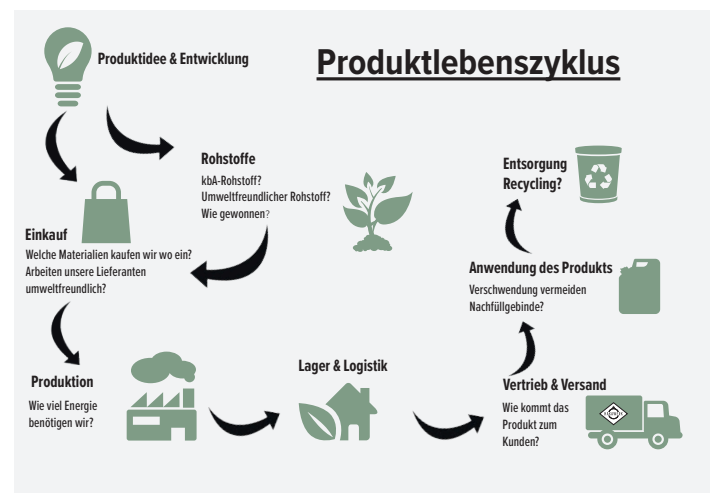 Produktlebenszyklus
Produktidee & Entwicklung
Rohstoffe
kbA-Rohstoff?
Umweltfreundlicher Rohstoff?
Wie gewonnen?
Einkauf
Welche Materialien kaufen wir wo ein?
Arbeiten unsere Lieferanten
umweltfreundlich?
Produktion
Wie viel Energie
benötigen wir?
Lager & Logistik
Vertrieb & Versand
Wie kommt das
Produkt zum
Kunden?
Anwendung des Produkts
Verschwendung vermeiden
Nachfüllgebinde?
Entsorgung
Recycling?